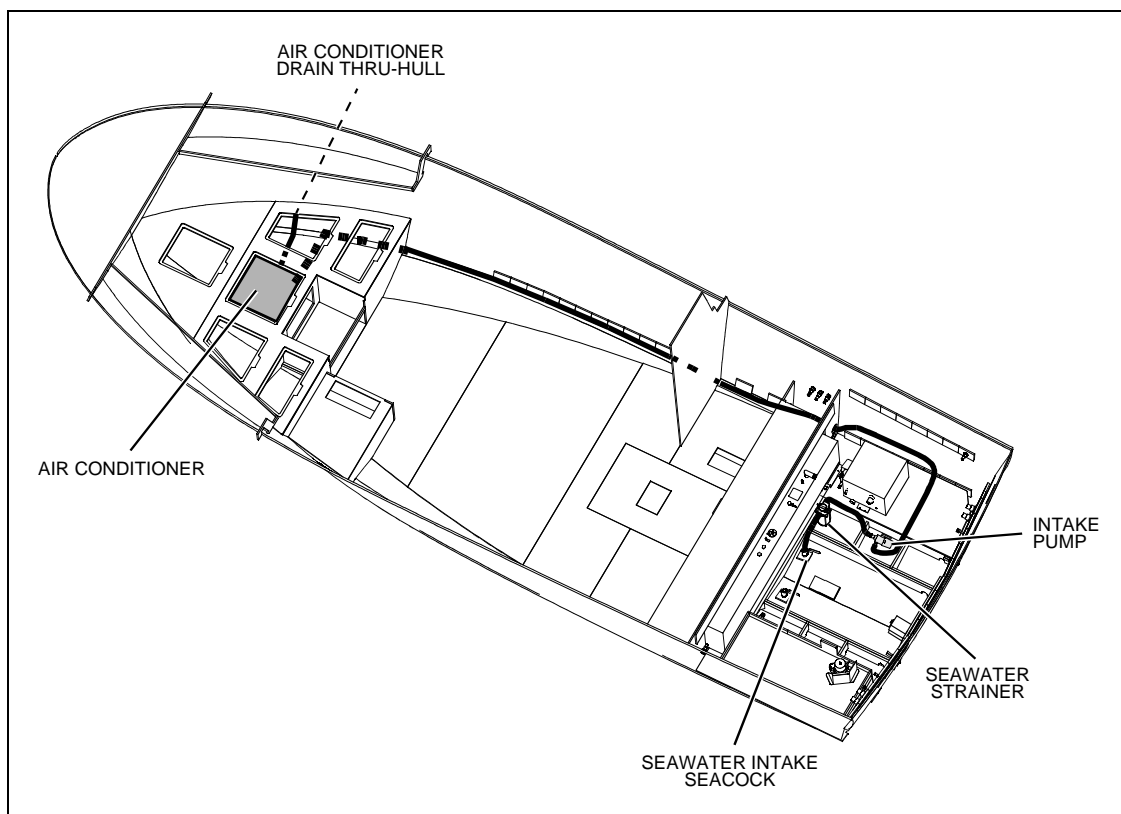 AIR CONDITIONER
DRAIN THRU-HULL
AIR CONDITIONER
INTAKE
PUMP
SEAWATER
STRAINER
SEAWATER INTAKE
SEACOCK